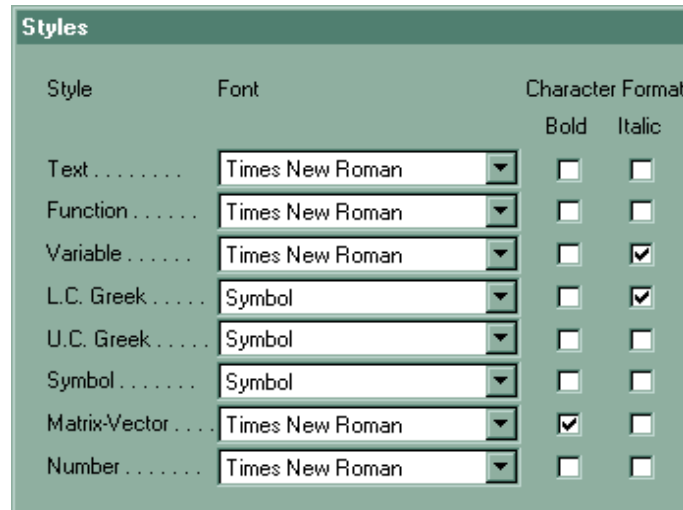 Styles
Style Font Character Format
Bold Italic
Text . . . . . . . . Times New Roman
Function . . . . . . Times New Roman
Variable . . . . . . Times New Roman
L.C. Greek . . . . . Symbol
U.C. Greek . . . . . Symbol
Symbol . . . . . . . Symbol
Matrix-Vector . . . . Times New Roman
Number . . . . . . . Times New Roman